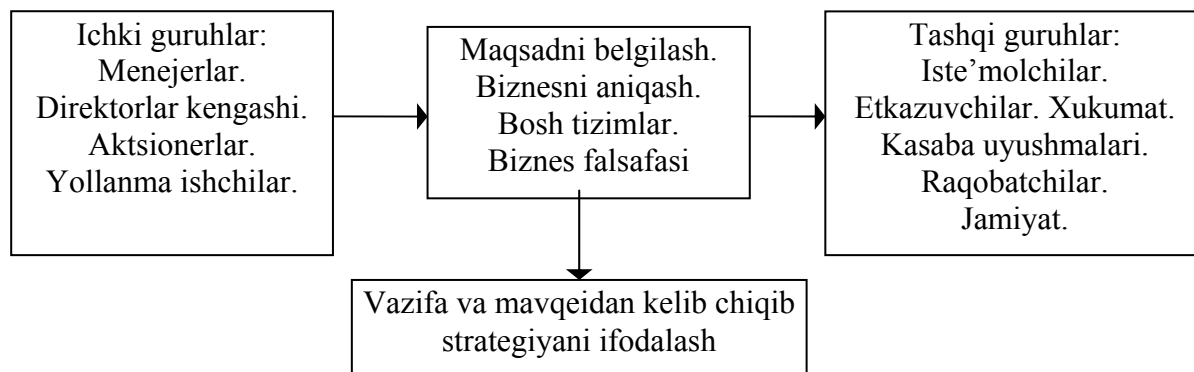 Ichki guruhlar:
Menejerlar.
Direktorlar kengashi.
Aktsionerlar.
Yollanma ishchilar.
Maqsadni belgilash.
Biznesni aniqash.
Bosh tizimlar.
Biznes falsafasi
Tashqi guruhlar:
Iste’molchilar.
Etkazuvchilar. Xukumat.
Kasaba uyushmalari.
Raqobatchilar.
Jamiyat.
Vazifa va mavqeidan kelib chiqib
strategiyani ifodalash